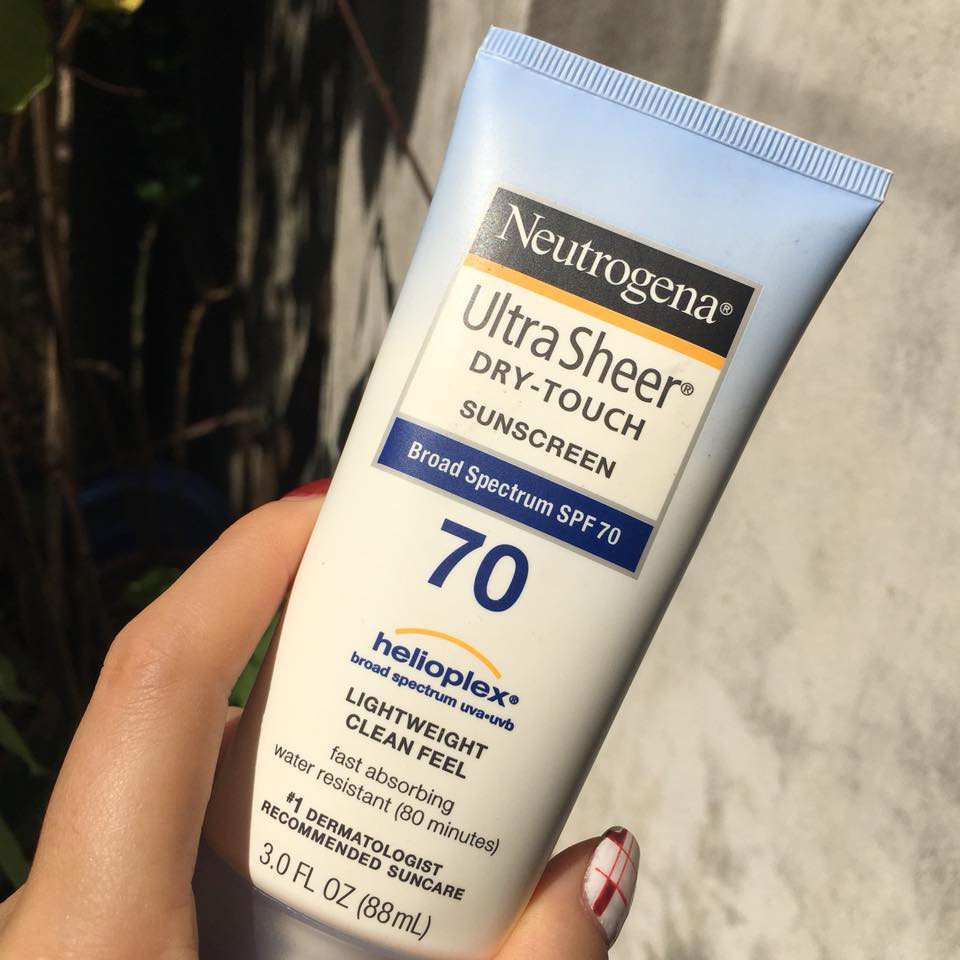 Neutrogena®
Ultra Sheer®
DRY-TOUCH
SUNSCREEN
Broad Spectrum SPF 70
70
helioplex®
broad spectrum uva•uvb
LIGHTWEIGHT
CLEAN FEEL
fast absorbing
water resistant (80 minutes)
#1 DERMATOLOGIST
RECOMMENDED SUNCARE
3.0 FL OZ (88mL)